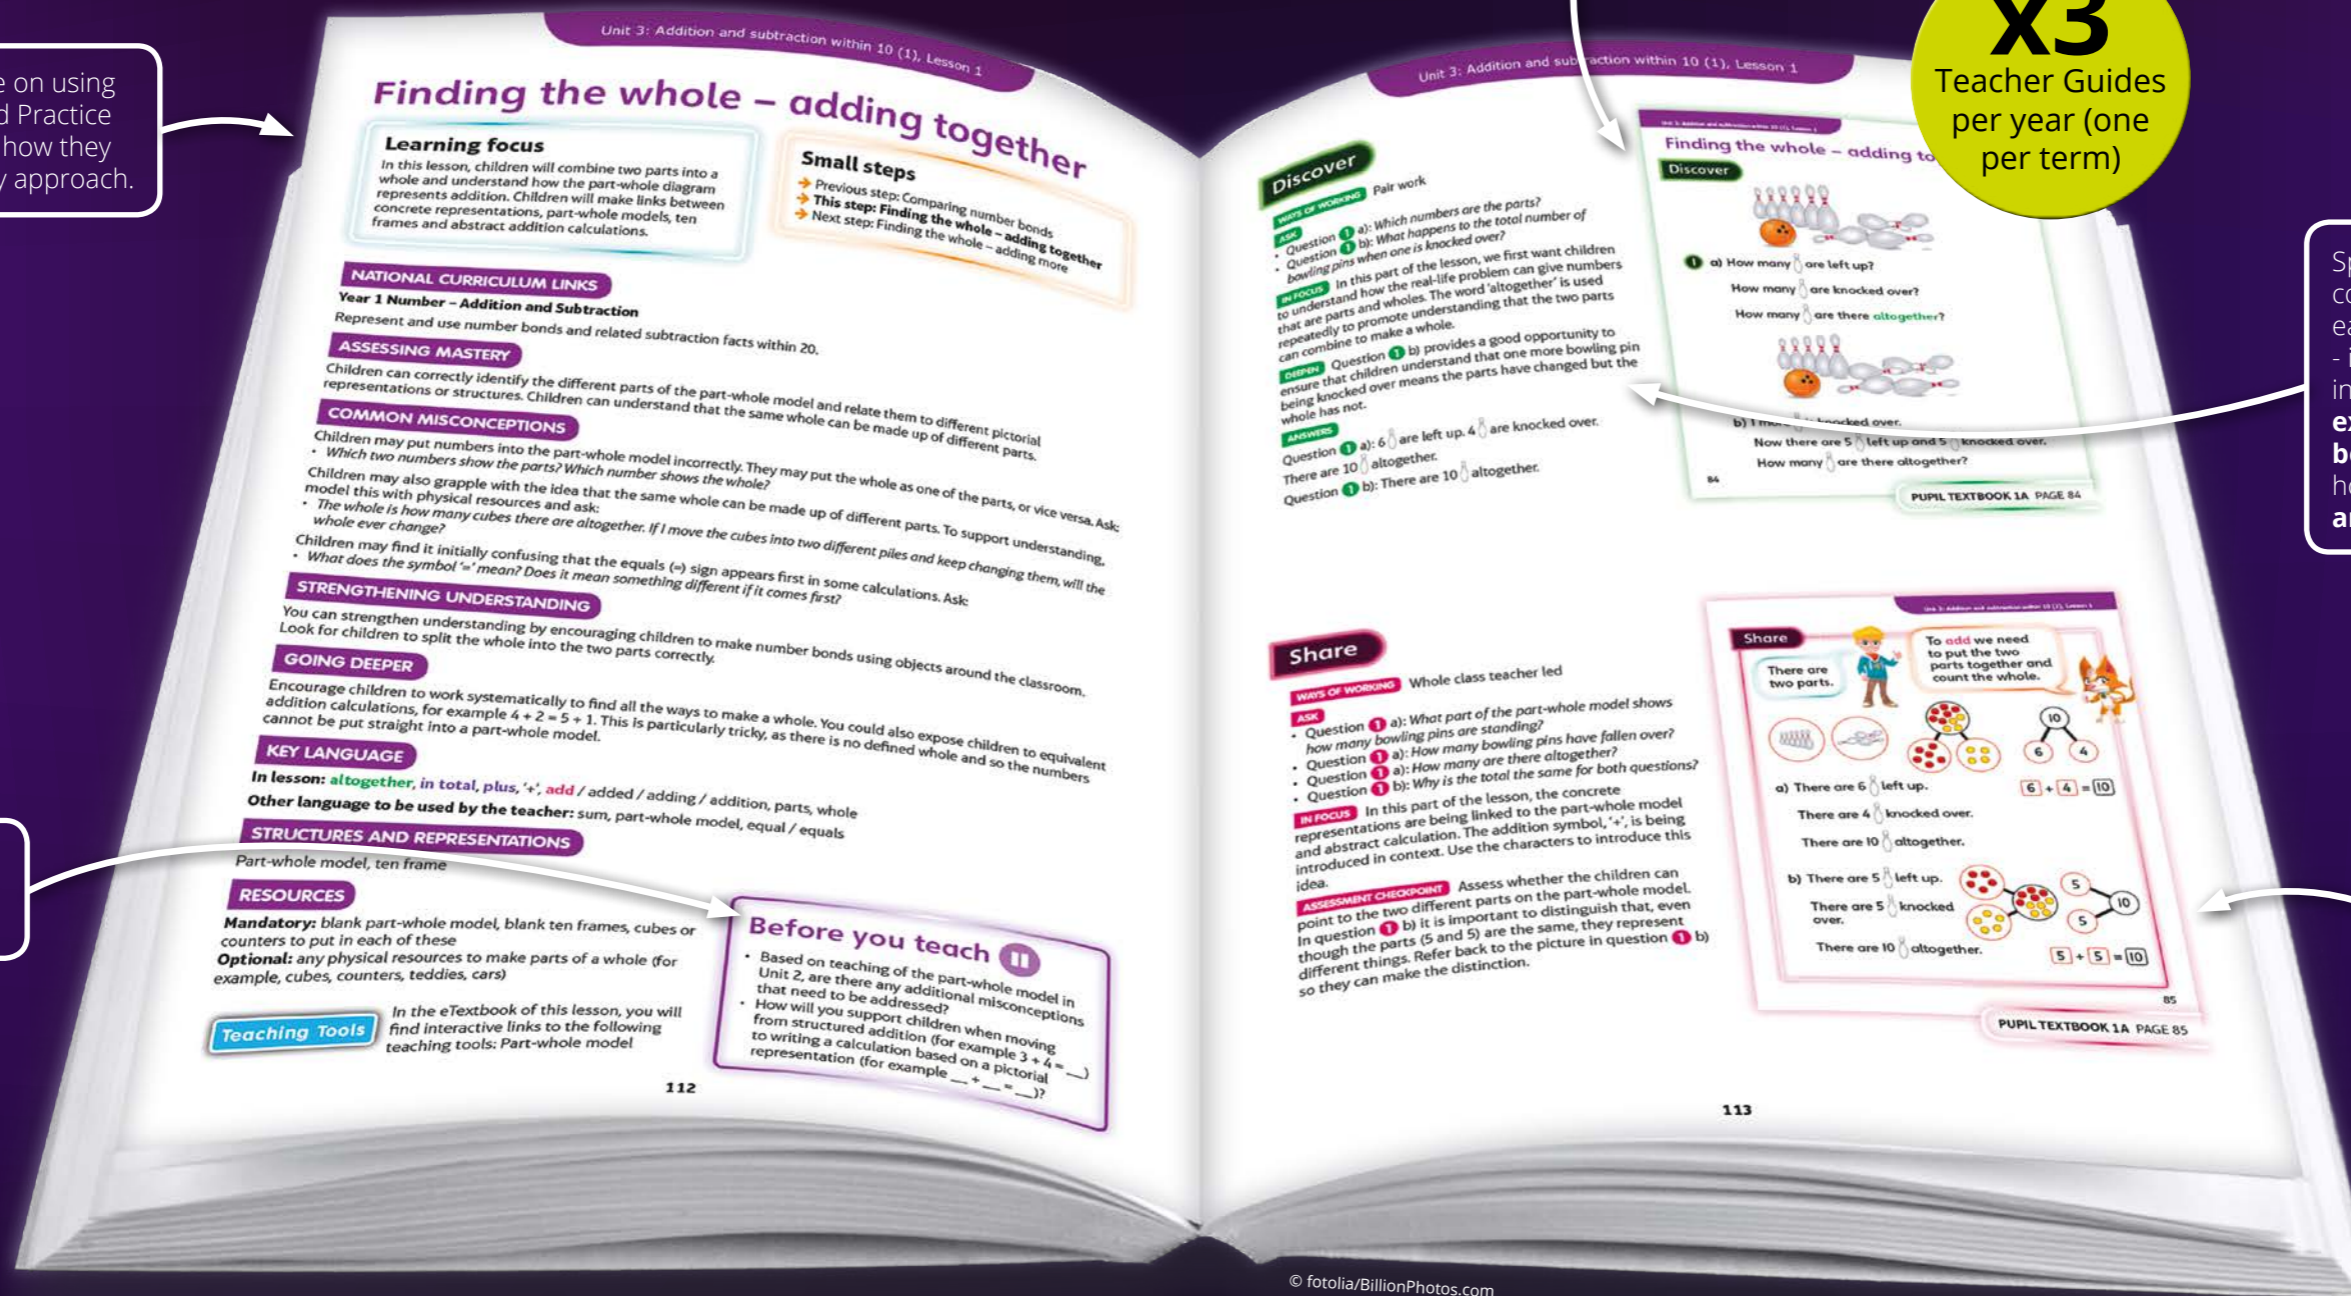 e on using
d Practice
how they
y approach.
x3
Teacher Guides
per year (one
per term)
Unit 3: Addition and subtraction within 10 (1), Lesson 1
Finding the whole – adding together
Learning focus
In this lesson, children will combine two parts into a
whole and understand how the part-whole diagram
represents addition. Children will make links between
concrete representations, part-whole models, ten
frames and abstract addition calculations.
Small steps
Previous step: Comparing number bonds
This step: Finding the whole – adding together
Next step: Finding the whole – adding more
NATIONAL CURRICULUM LINKS
Year 1 Number – Addition and Subtraction
Represent and use number bonds and related subtraction facts within 20.
ASSESSING MASTERY
Children can correctly identify the different parts of the part-whole model and relate them to different pictorial
representations or structures. Children can understand that the same whole can be made up of different parts.
COMMON MISCONCEPTIONS
Children may put numbers into the part-whole model incorrectly. They may put the whole as one of the parts, or vice versa. Ask:
• Which two numbers show the parts? Which number shows the whole?
Children may also grapple with the idea that the same whole can be made up of different parts. To support understanding,
model this with physical resources and ask:
• The whole is how many cubes there are altogether. If I move the cubes into two different piles and keep changing them, will the
whole ever change?
Children may find it initially confusing that the equals (=) sign appears first in some calculations. Ask:
• What does the symbol '=' mean? Does it mean something different if it comes first?
STRENGTHENING UNDERSTANDING
You can strengthen understanding by encouraging children to make number bonds using objects around the classroom.
Look for children to split the whole into the two parts correctly.
GOING DEEPER
Encourage children to work systematically to find all the ways to make a whole. You could also expose children to equivalent
addition calculations, for example 4 + 2 = 5 + 1. This is particularly tricky, as there is no defined whole and so the numbers
cannot be put straight into a part-whole model.
KEY LANGUAGE
In lesson: altogether, in total, plus, '+', add / added / adding / addition, parts, whole
Other language to be used by the teacher: sum, part-whole model, equal / equals
STRUCTURES AND REPRESENTATIONS
Part-whole model, ten frame
RESOURCES
Mandatory: blank part-whole model, blank ten frames, cubes or
counters to put in each of these
Optional: any physical resources to make parts of a whole (for
example, cubes, counters, teddies, cars)
Teaching Tools
In the eTextbook of this lesson, you will
find interactive links to the following
teaching tools: Part-whole model
Before you teach
• Based on teaching of the part-whole model in
Unit 2, are there any additional misconceptions
that need to be addressed?
• How will you support children when moving
from structured addition (for example 3 + 4 = __)
to writing a calculation based on a pictorial
representation (for example __ + __ = __)?
112
Unit 3: Addition and subtraction within 10 (1), Lesson 1
Discover
WAYS OF WORKING Pair work
ASK
• Question 1 a): Which numbers are the parts?
• Question 1 b): What happens to the total number of
bowling pins when one is knocked over?
IN FOCUS In this part of the lesson, we first want children
to understand how the real-life problem can give numbers
that are parts and wholes. The word 'altogether' is used
repeatedly to promote understanding that the two parts
can combine to make a whole.
DEEPEN Question 1 b) provides a good opportunity to
ensure that children understand that one more bowling pin
being knocked over means the parts have changed but the
whole has not.
ANSWERS
Question 1 a): 6 are left up. 4 are knocked over.
There are 10 altogether.
Question 1 b): There are 10 altogether.
Unit 3: Addition and subtraction within 10 (1), Lesson 1
Finding the whole – adding to
Discover
1 a) How many are left up?
How many are knocked over?
How many are there altogether?
b) 1 knocked over.
Now there are 5 left up and 5 knocked over.
How many are there altogether?
84
PUPIL TEXTBOOK 1A PAGE 84
Share
WAYS OF WORKING Whole class teacher led
ASK
• Question 1 a): What part of the part-whole model shows
how many bowling pins are standing?
• Question 1 a): How many bowling pins have fallen over?
• Question 1 a): How many are there altogether?
• Question 1 b): Why is the total the same for both questions?
IN FOCUS In this part of the lesson, the concrete
representations are being linked to the part-whole model
and abstract calculation. The addition symbol, '+', is being
introduced in context. Use the characters to introduce this
idea.
ASSESSMENT CHECKPOINT Assess whether the children can
point to the two different parts on the part-whole model.
In question 1 b) it is important to distinguish that, even
though the parts (5 and 5) are the same, they represent
different things. Refer back to the picture in question 1 b)
so they can make the distinction.
Unit 3: Addition and subtraction within 10 (1), Lesson 1
Share
There are
two parts.
To add we need
to put the two
parts together and
count the whole.
10
6 4
a) There are 6 left up.
6 + 4 = 10
There are 4 knocked over.
There are 10 altogether.
b) There are 5 left up.
5
10
5
There are 5 knocked
over.
There are 10 altogether.
5 + 5 = 10
85
PUPIL TEXTBOOK 1A PAGE 85
113
© fotolia/BillionPhotos.com